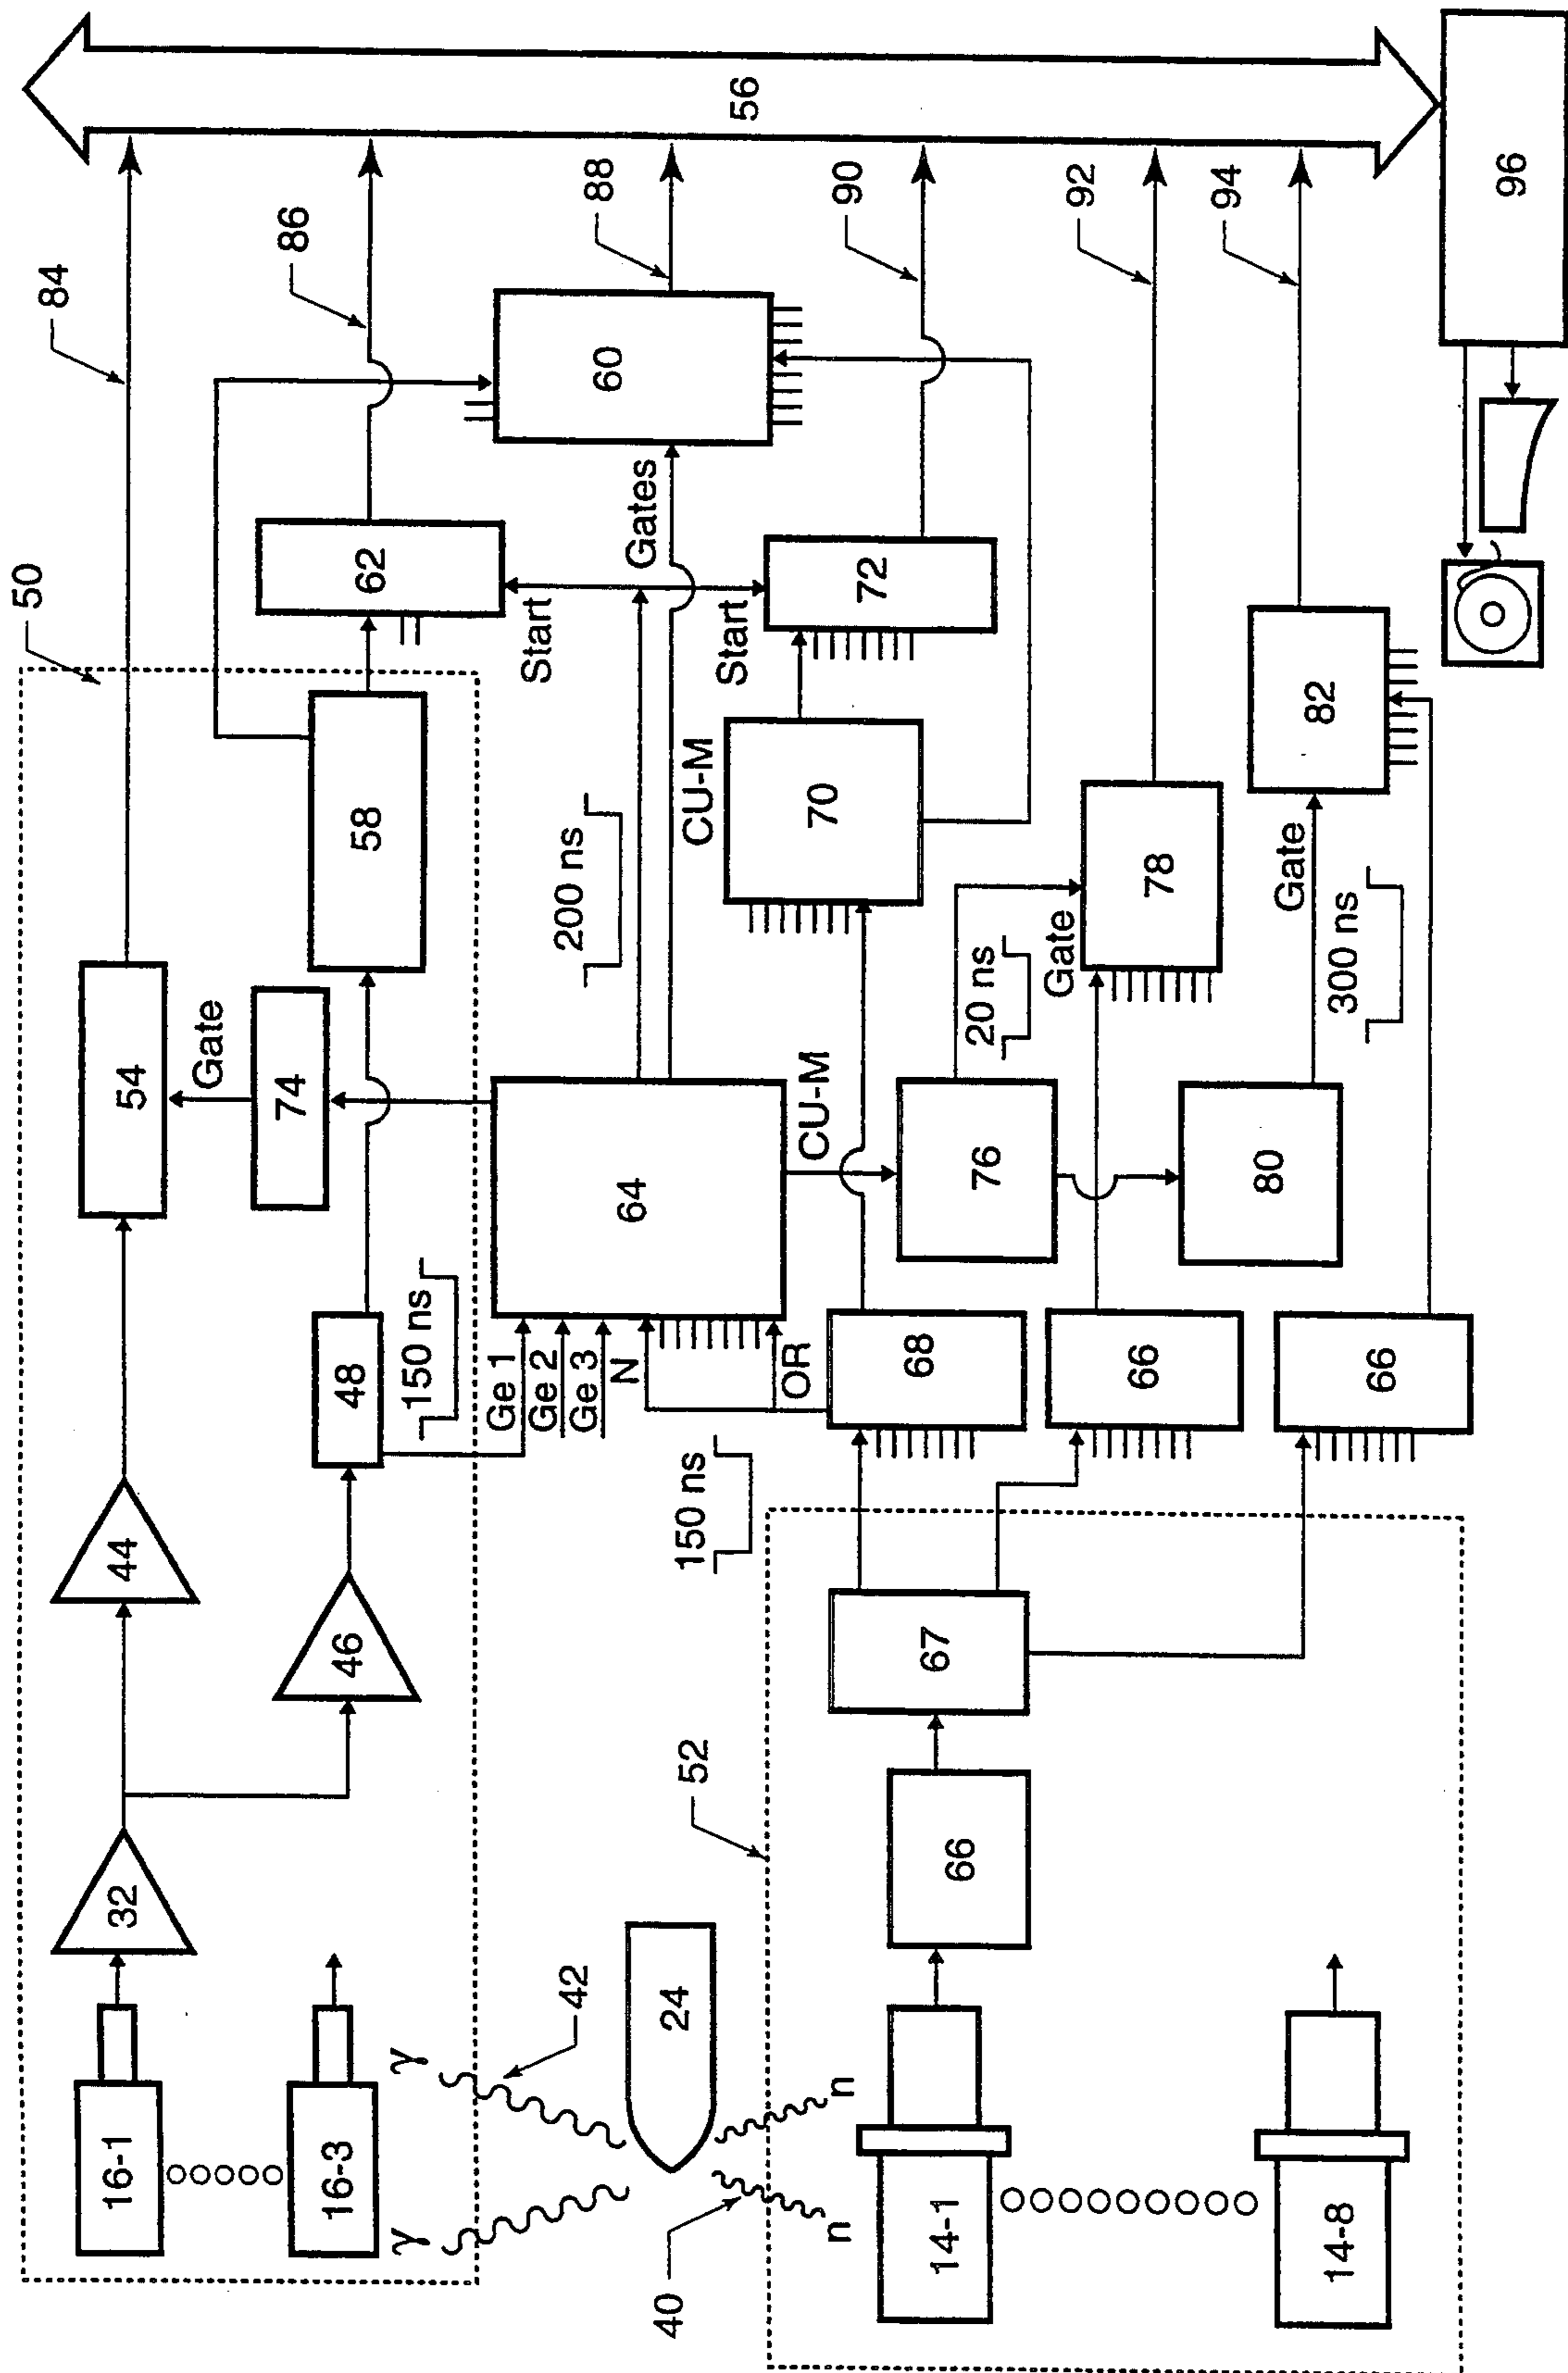 50
84
86
88
90
92
94
56
96
16-1
16-3
32
44
46
48
54
Gate
74
58
62
60
150 ns
Ge 1
Ge 2
Ge 3
N
OR
64
200 ns
Start
Gates
Start
72
CU-M
70
CU-M
γ
γ
42
24
40
n
n
52
14-1
14-8
66
67
150 ns
68
66
66
76
80
20 ns
Gate
78
Gate
300 ns
82